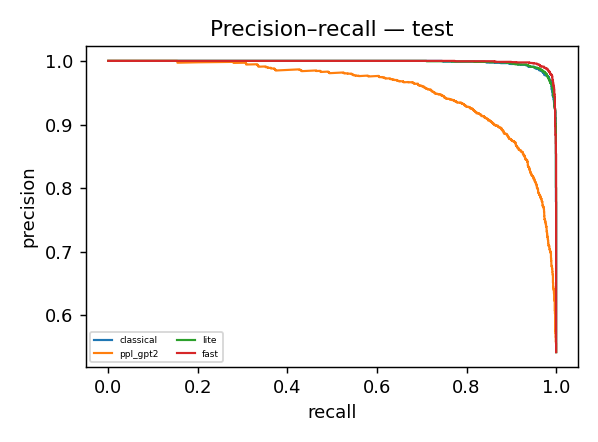 Precision–recall — test
precision
1.0
0.9
0.8
0.7
0.6
classical
ppl_gpt2
lite
fast
0.0 0.2 0.4 0.6 0.8 1.0
recall